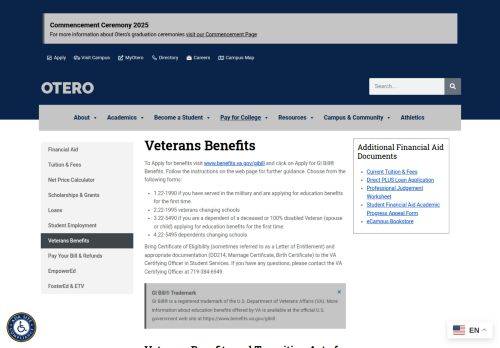 Commencement Ceremony 2025
For more information about Otero's graduation ceremonies visit our Commencement Page
Apply Visit Campus MyOtero Directory Careers Campus Map
OTERO
Search...
About Academics Become a Student Pay for College Resources Campus & Community Athletics
Financial Aid
Tuition & Fees
Net Price Calculator
Scholarships & Grants
Loans
Student Employment
Veterans Benefits
Pay Your Bill & Refunds
EmpowerEd
FosterEd & ETV
Veterans Benefits
To Apply for benefits visit www.benefits.va.gov/gibill and click on Apply for GI Bill®
Benefits. Follow the instructions on the web page for further guidance. Choose from the
following forms:
• 1.22-1990 if you have served in the military and are applying for education benefits
for the first time
• 2.22-1995 veterans changing schools
• 3.22-5490 if you are a dependent of a deceased or 100% disabled Veteran (spouse
or child) applying for education benefits for the first time
• 4.22-5495 dependents changing schools
Bring Certificate of Eligibility (sometimes referred to as a Letter of Entitlement) and
appropriate documentation (DD214, Marriage Certificate, Birth Certificate) to the VA
Certifying Officer in Student Services. If you have any questions, please contact the VA
Certifying Officer at 719-384-6949.
GI Bill® Trademark ×
GI Bill® is a registered trademark of the U.S. Department of Veterans Affairs (VA). More
information about education benefits offered by VA is available at the official U.S.
government web site at https://www.benefits.va.gov/gibill
Additional Financial Aid
Documents
• Current Tuition & Fees
• Direct PLUS Loan Application
• Professional Judgement
Worksheet
• Student Financial Aid Academic
Progress Appeal Form
• eCampus Bookstore
EN